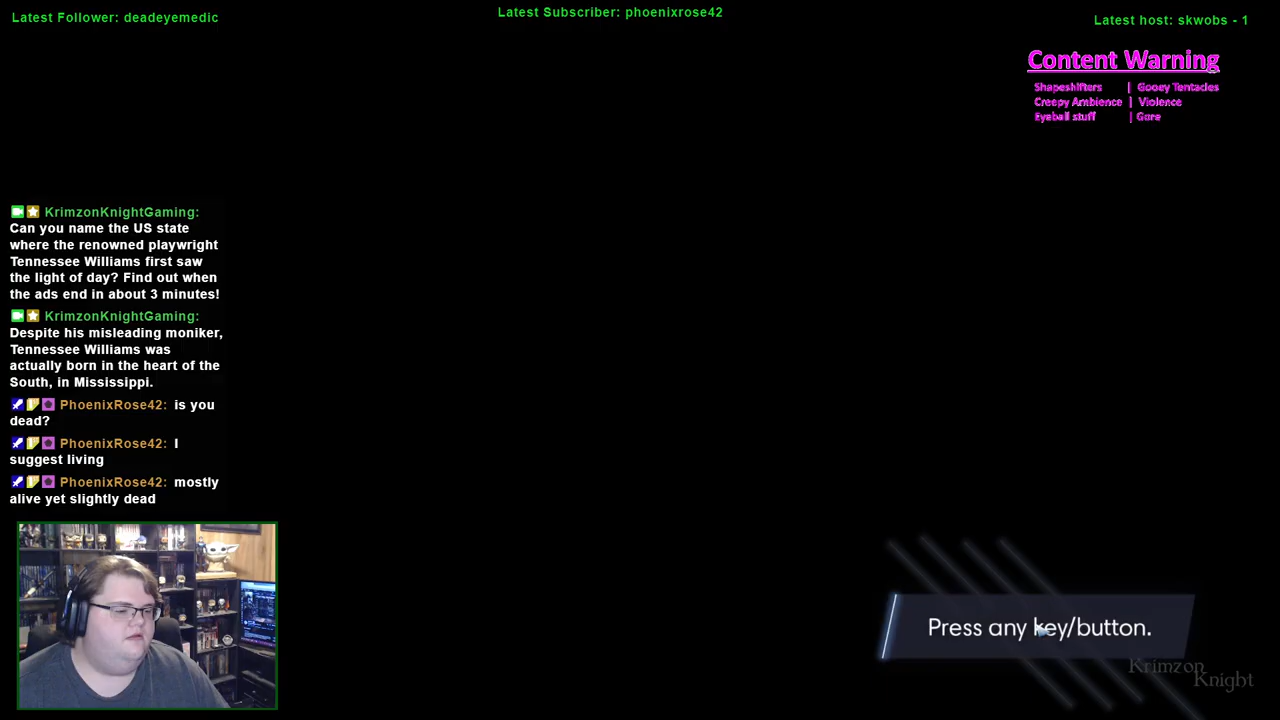 Latest Follower: deadeyemedic
Latest Subscriber: phoenixrose42
Latest host: skwobs - 1
Content Warning
Shapeshifters | Gooey Tentacles
Creepy Ambience | Violence
Eyeball stuff | Gore
KrimzonKnightGaming:
Can you name the US state
where the renowned playwright
Tennessee Williams first saw
the light of day? Find out when
the ads end in about 3 minutes!
KrimzonKnightGaming:
Despite his misleading moniker,
Tennessee Williams was
actually born in the heart of the
South, in Mississippi.
PhoenixRose42: is you
dead?
PhoenixRose42: I
suggest living
PhoenixRose42: mostly
alive yet slightly dead
Press any key/button.
Krimzon
Knight